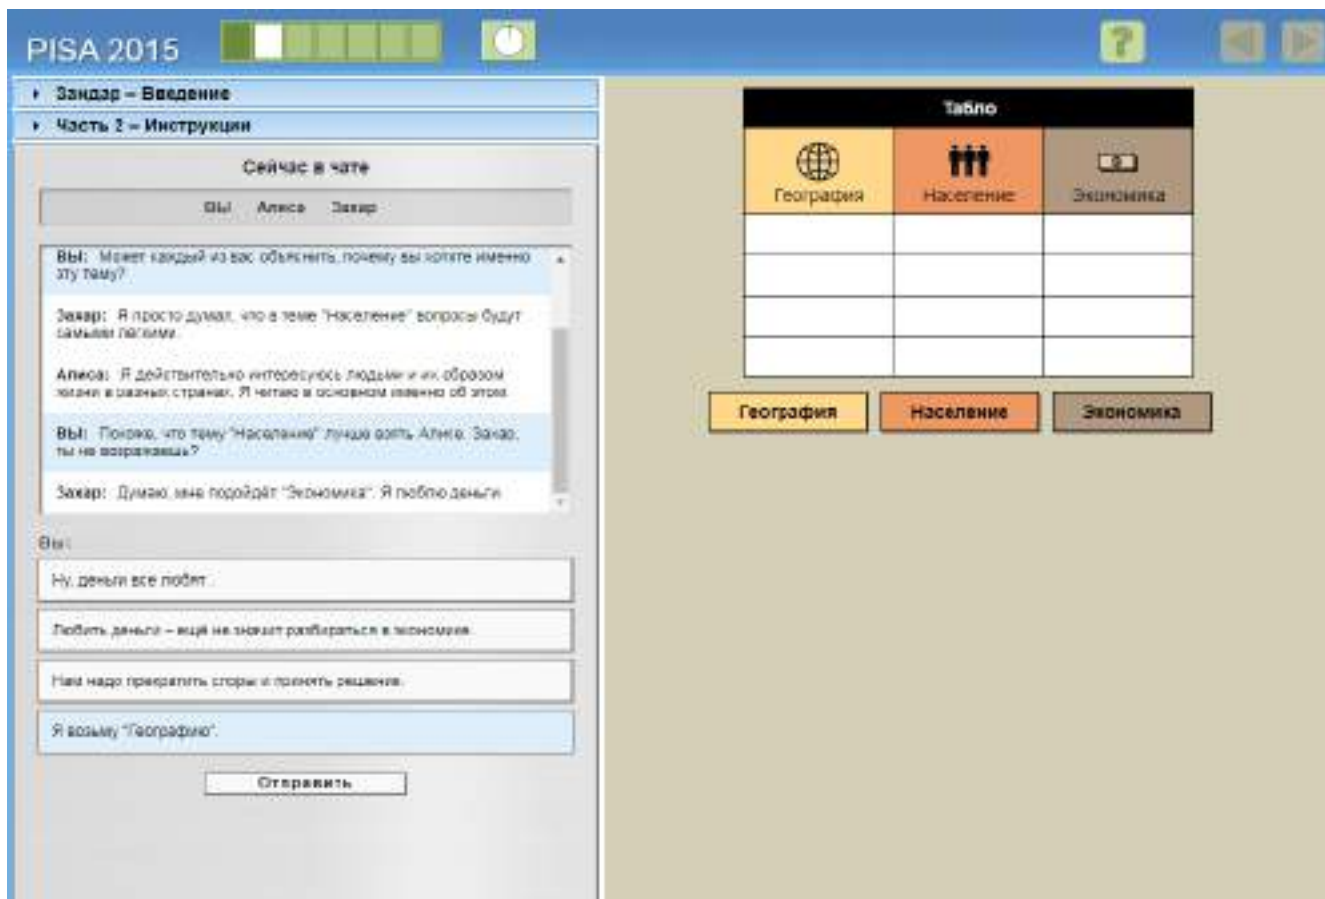 PISA 2015
?
Зандар – Введение
Часть 2 – Инструкции
Сейчас в чате
ВЫ Алиса Захар
ВЫ: Может каждый из вас объяснить, почему вы хотите именно
эту тему?
Захар: Я просто думал, что в теме "Население" вопросы будут
самыми лёгкими.
Алиса: Я действительно интересуюсь людьми и их образом
жизни в разных странах. Я читаю в основном именно об этом.
ВЫ: Похоже, что тему "Население" лучше взять Алисе. Захар,
ты не возражаешь?
Захар: Думаю, мне подойдёт "Экономика". Я люблю деньги.
Вы:
Ну, деньги все любят.
Любить деньги – ещё не значит разбираться в экономике.
Нам надо прекратить споры и принять решение.
Я возьму "Географию".
Отправить
Табло
География Население Экономика
География Население Экономика